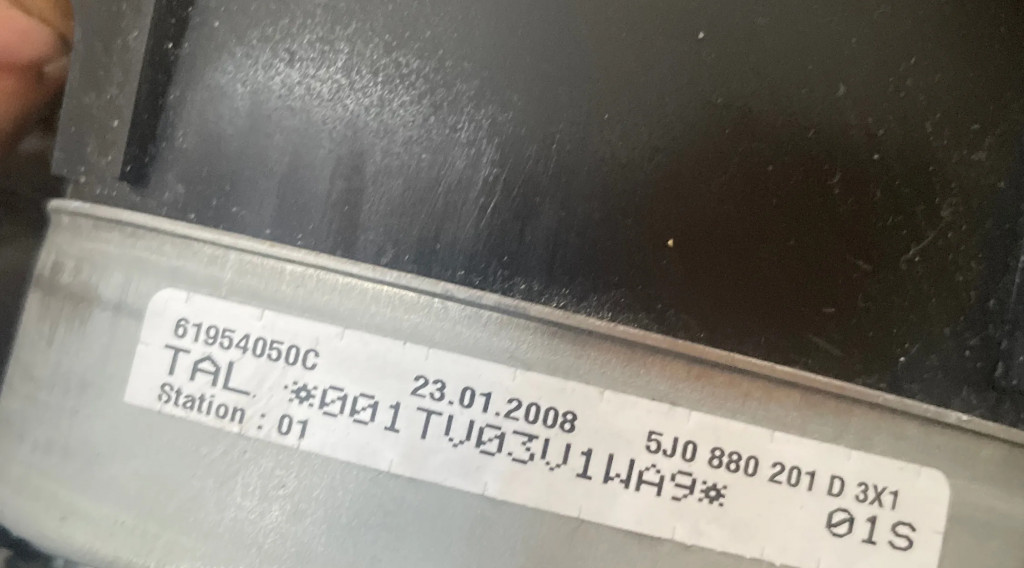 61954050C 23.01.2008 5J0 880 201 D 3X1
TAL *001TV03V1WA9* 01S
Station : 01